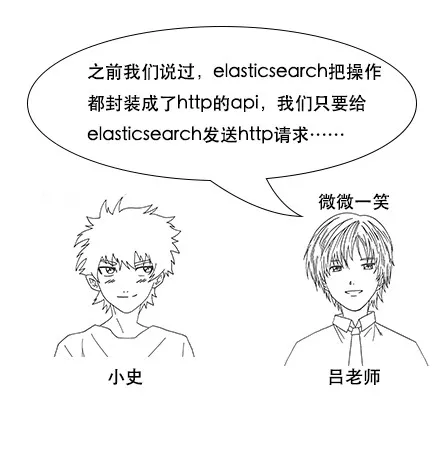 之前我们说过，elasticsearch把操作
都封装成了http的api，我们只要给
elasticsearch发送http请求……
微微一笑
小史
吕老师